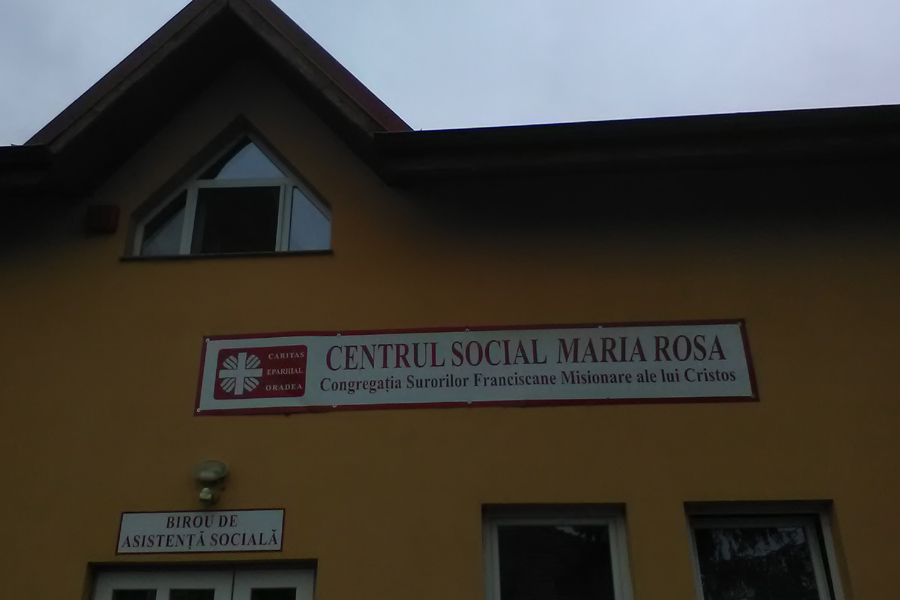 CARITAS
EPARHIAL
ORADEA
CENTRUL SOCIAL MARIA ROSA
Congregația Surorilor Franciscane Misionare ale lui Cristos
BIROU DE
ASISTENȚĂ SOCIALĂ